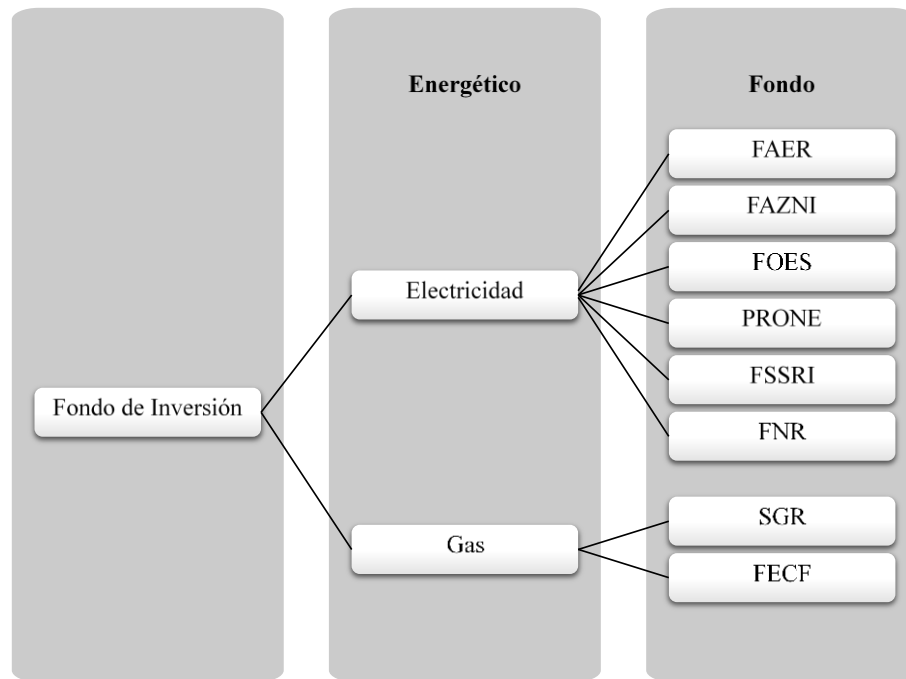 Energético
Fondo
FAER
FAZNI
FOES
Electricidad
PRONE
FSSRI
Fondo de Inversión
FNR
SGR
Gas
FECF